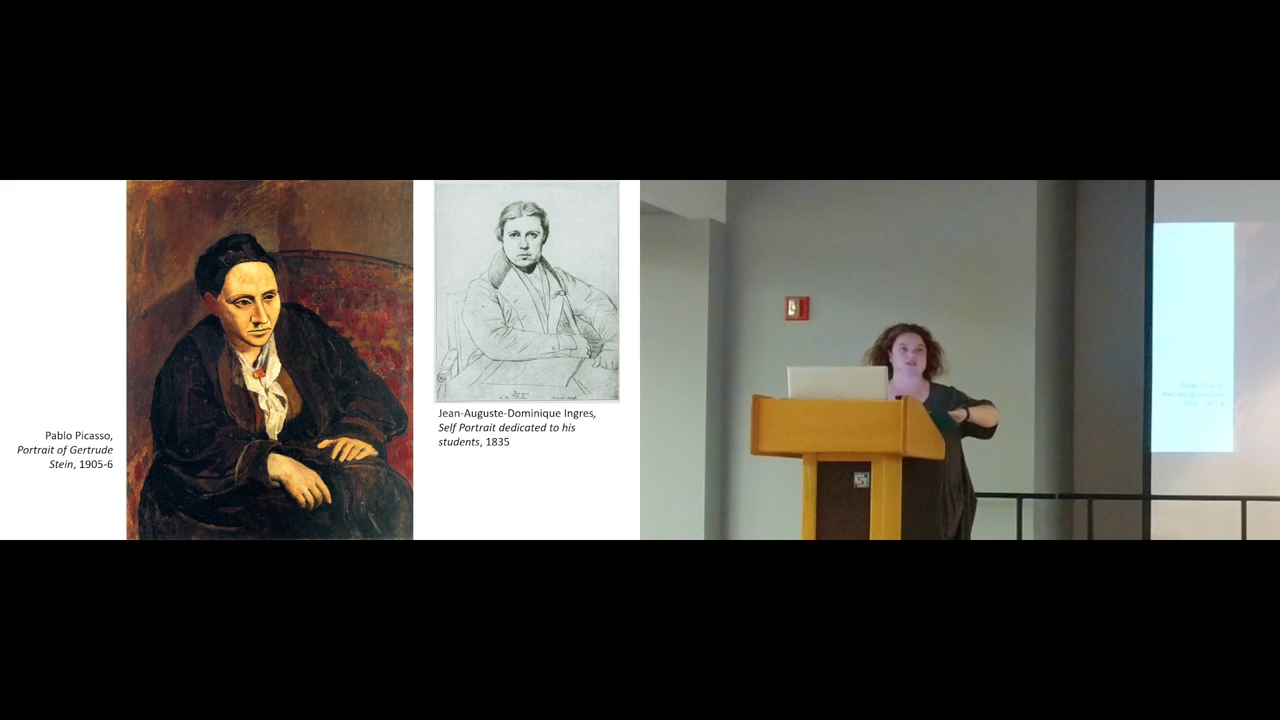 Pablo Picasso,
Portrait of Gertrude
Stein, 1905-6
Jean-Auguste-Dominique Ingres,
Self Portrait dedicated to his
students, 1835